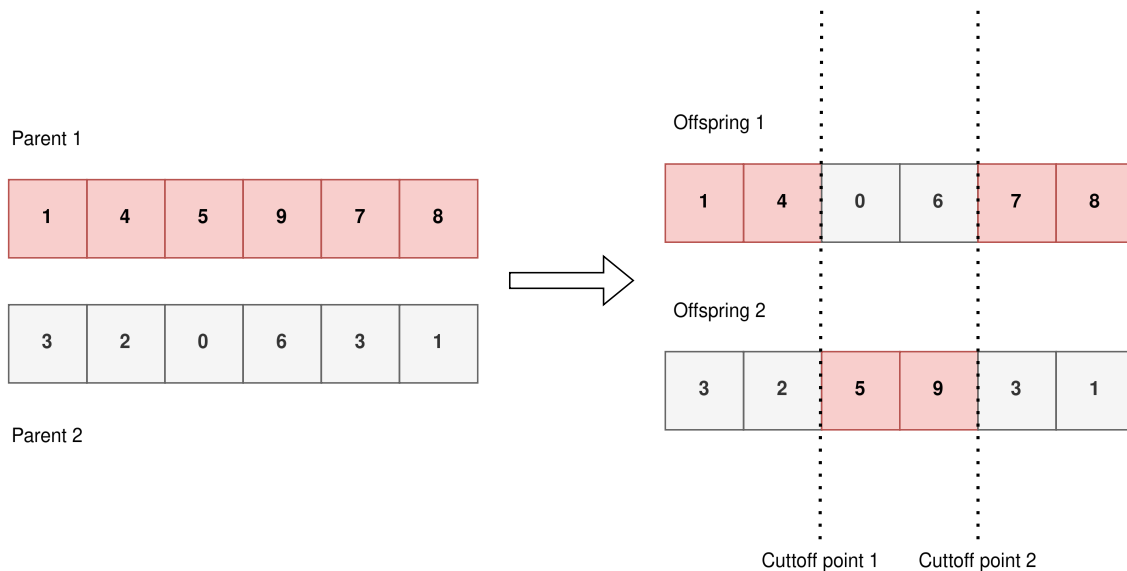 Parent 1
1 4 5 9 7 8
3 2 0 6 3 1
Parent 2
Offspring 1
1 4 0 6 7 8
Offspring 2
3 2 5 9 3 1
Cuttoff point 1
Cuttoff point 2